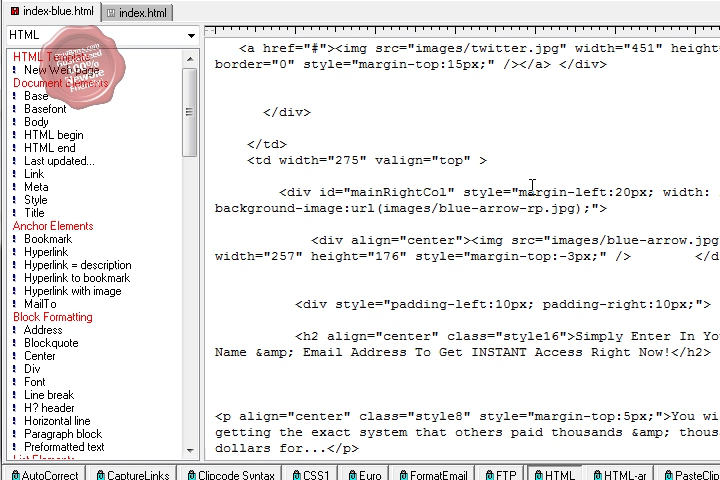 index-blue.html
index.html
HTML
HTML Template
New Web page
Document Elements
Base
Basefont
Body
HTML begin
HTML end
Last updated...
Link
Meta
Style
Title
Anchor Elements
Bookmark
Hyperlink
Hyperlink = description
Hyperlink to bookmark
Hyperlink with image
MailTo
Block Formatting
Address
Blockquote
Center
Div
Font
Line break
H? header
Horizontal line
Paragraph block
Preformatted text
List Elements
<a href="#"><img src="images/twitter.jpg" width="451" height
border="0" style="margin-top:15px;" /></a> </div>
</div>
</td>
<td width="275" valign="top" >
<div id="mainRightCol" style="margin-left:20px; width:
background-image:url(images/blue-arrow-rp.jpg);">
<div align="center"><img src="images/blue-arrow.jpg
width="257" height="176" style="margin-top:-3px;" /> </d
<div style="padding-left:10px; padding-right:10px;">
<h2 align="center" class="style16">Simply Enter In Yo
Name &amp; Email Address To Get INSTANT Access Right Now!</h2>
<p align="center" class="style8" style="margin-top:5px;">You wi
getting the exact system that others paid thousands &amp; thous
dollars for...</p>
AutoCorrect
CaptureLinks
Clipcode Syntax
CSS1
Euro
FormatEmail
FTP
HTML
HTML-ar
PasteClip